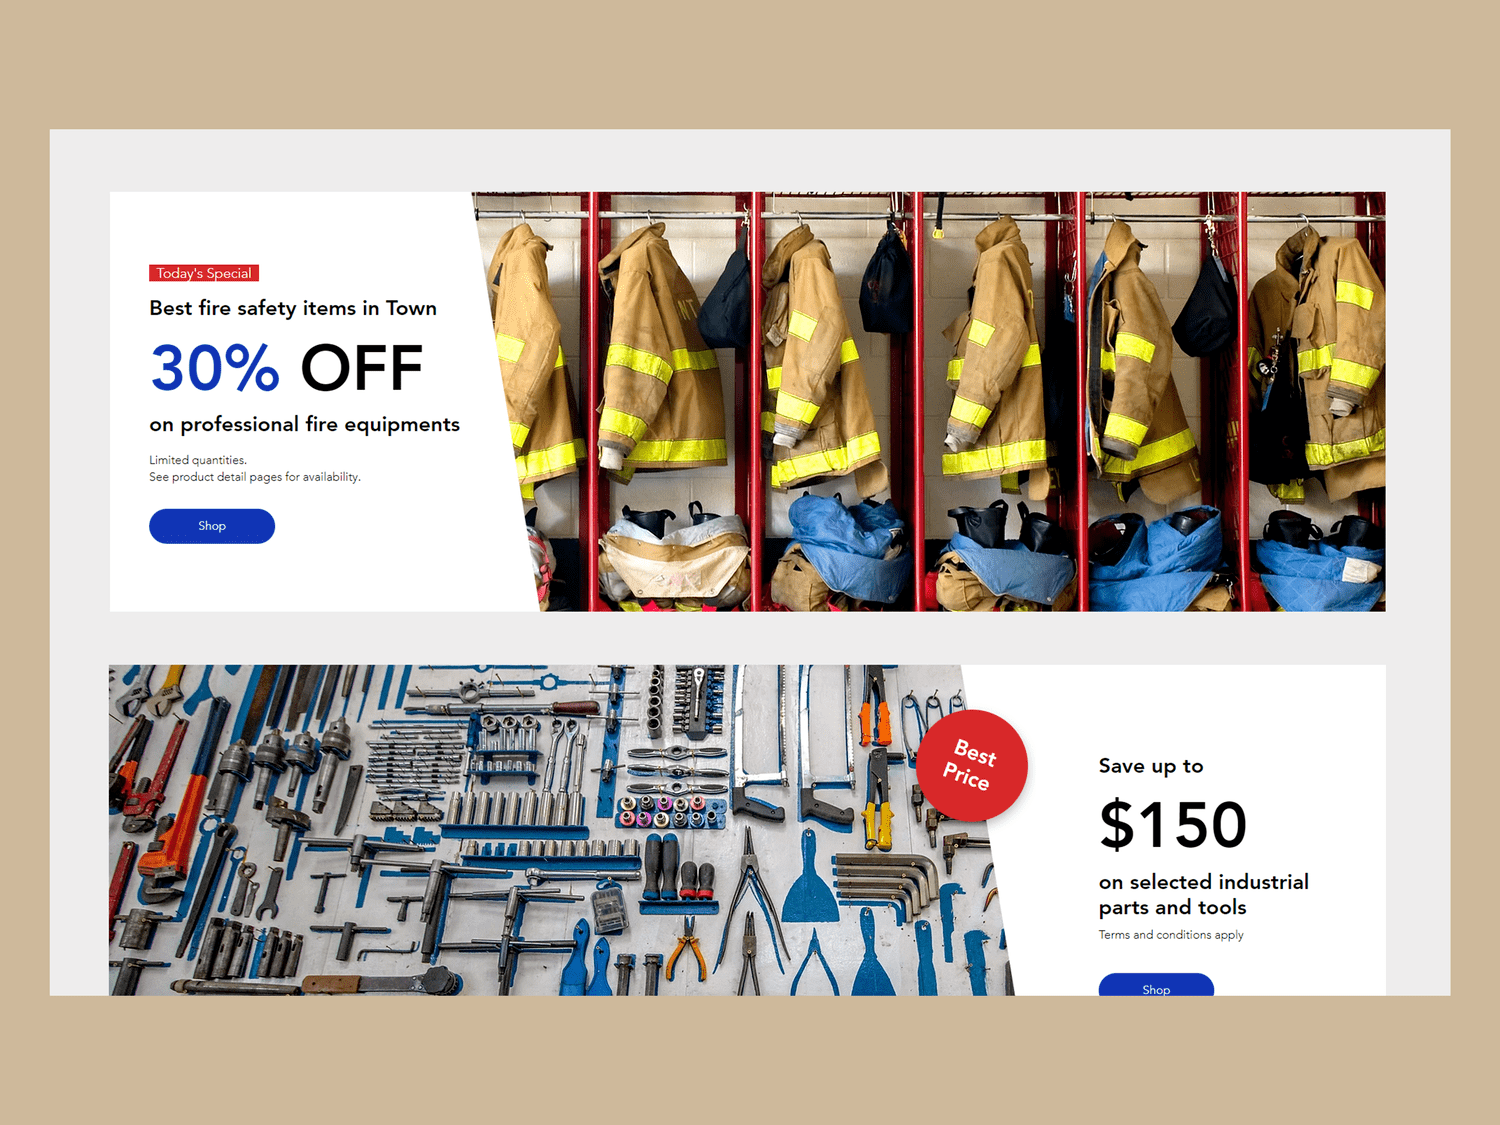 Today's Special
Best fire safety items in Town
30% OFF
on professional fire equipments
Limited quantities.
See product detail pages for availability.
Shop
NT
Best
Price
Save up to
$150
on selected industrial
parts and tools
Terms and conditions apply
Shop